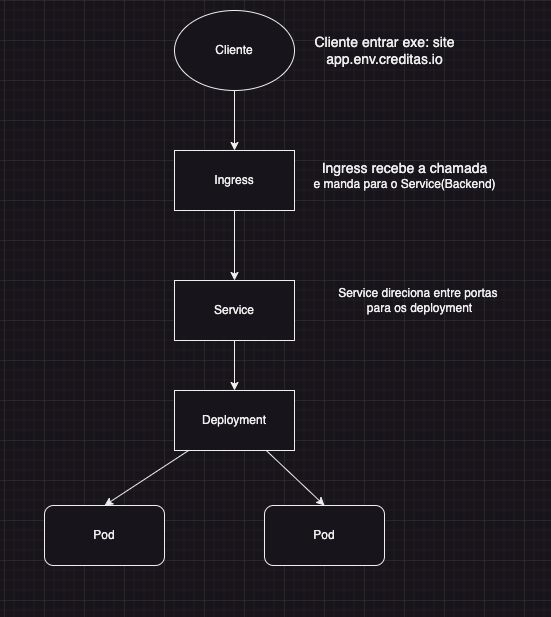 Cliente
Cliente entrar exe: site
app.env.creditas.io
Ingress
Ingress recebe a chamada
e manda para o Service(Backend)
Service
Service direciona entre portas
para os deployment
Deployment
Pod
Pod